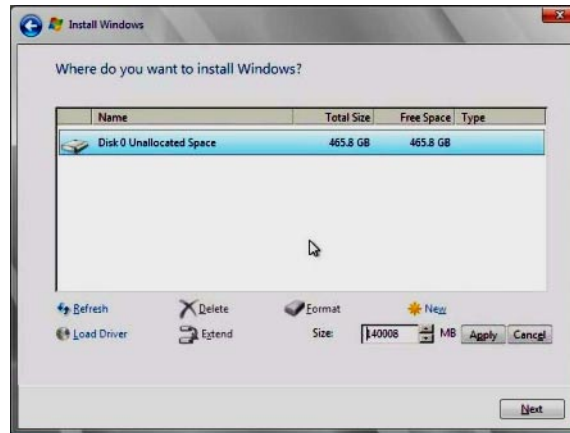 Install Windows
Where do you want to install Windows?
Name Total Size Free Space Type
Disk 0 Unallocated Space 465.8 GB 465.8 GB
Refresh Delete Format New
Load Driver Extend Size: 140008 MB Apply Cancel
Next